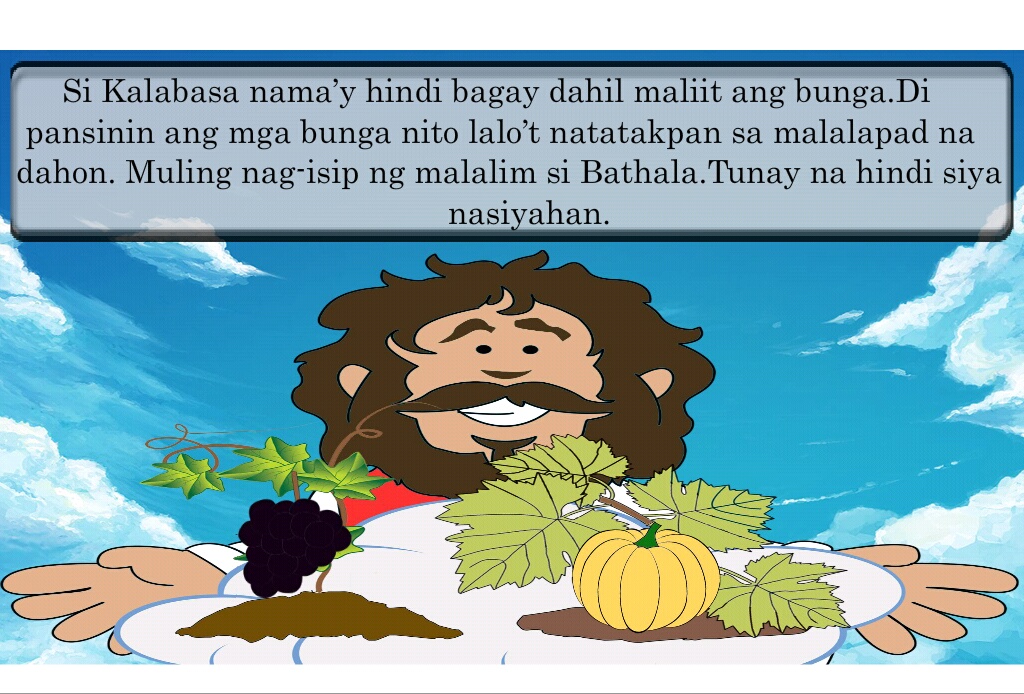 Si Kalabasa nama’y hindi bagay dahil maliit ang bunga.Di
pansinin ang mga bunga nito lalo’t natatakpan sa malalapad na
dahon. Muling nag-isip ng malalim si Bathala.Tunay na hindi siya
nasiyahan.